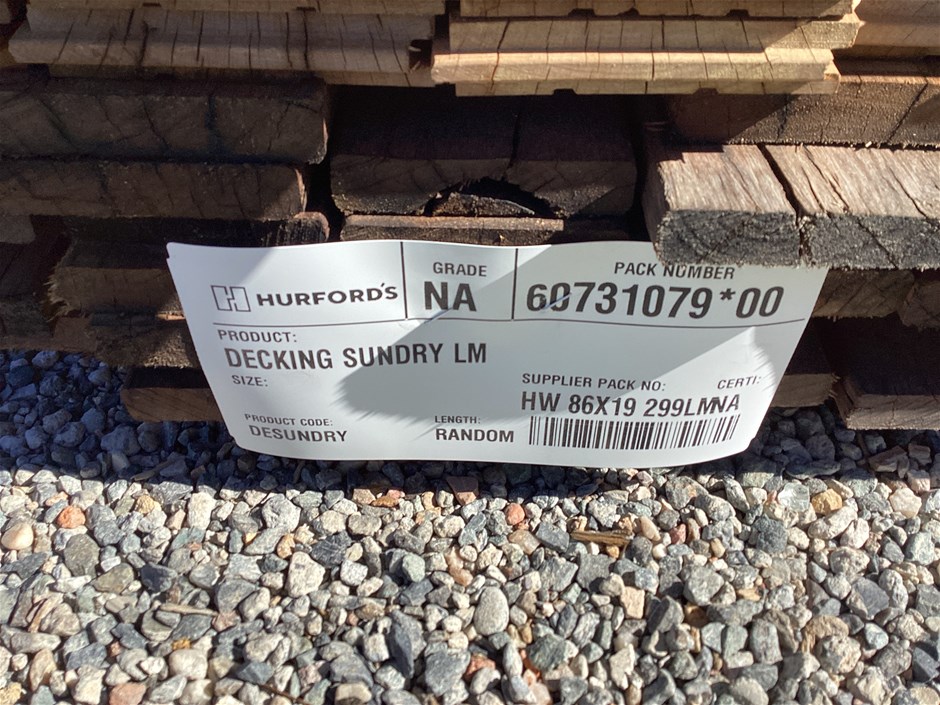 HURFORD'S
GRADE
NA
PACK NUMBER
60731079*00
PRODUCT:
DECKING SUNDRY LM
SIZE:
SUPPLIER PACK NO:
CERTI:
HW 86X19 299LMNA
PRODUCT CODE:
DESUNDRY
LENGTH:
RANDOM